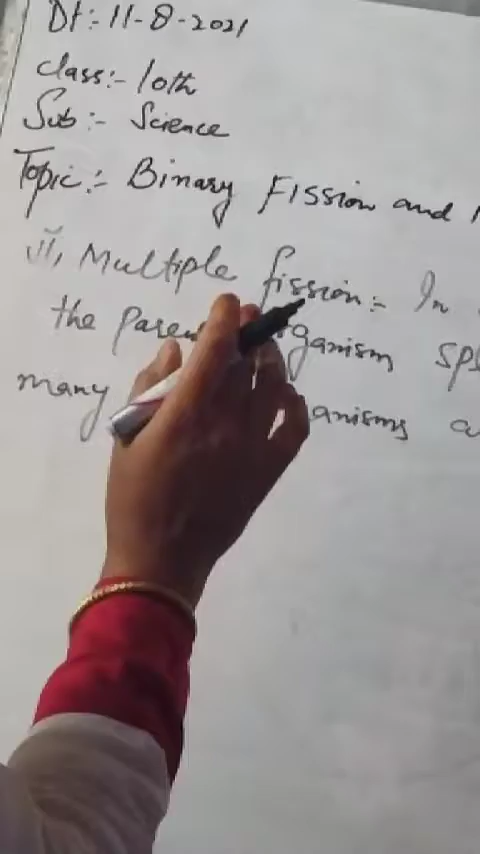 Dt:- 11-8-2021
Class:- 10th
Sub:- Science
Topic:- Binary Fission and
ii, Multiple fission:- In
the organism
many